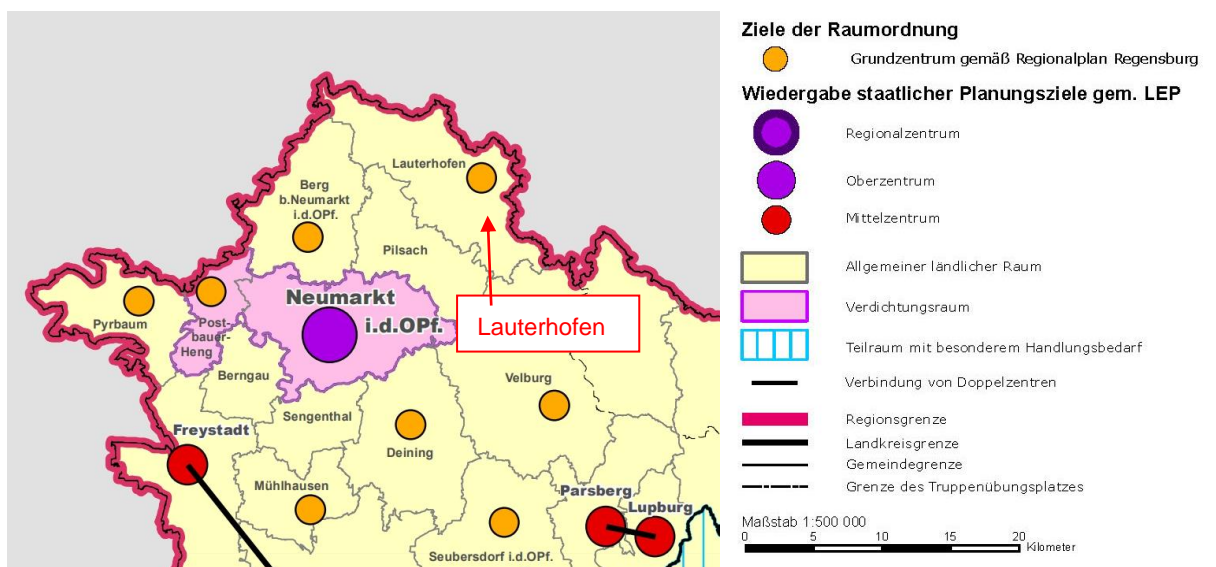 Lauterhofen
Berg
b.Neumarkt
i.d.OPf.
Pilsach
Neumarkt
i.d.OPf.
Pyrbaum
Post-
bauer-
Heng
Lauterhofen
Berngau
Velburg
Sengenthal
Freystadt
Deining
Mühlhausen
Parsberg
Lupburg
Seubersdorf i.d.OPf.
Ziele der Raumordnung
Grundzentrum gemäß Regionalplan Regensburg
Wiedergabe staatlicher Planungsziele gem. LEP
Regionalzentrum
Oberzentrum
Mittelzentrum
Allgemeiner ländlicher Raum
Verdichtungsraum
Teilraum mit besonderem Handlungsbedarf
Verbindung von Doppelzentren
Regionsgrenze
Landkreisgrenze
Gemeindegrenze
Grenze des Truppenübungsplatzes
Maßstab 1:500 000
0 5 10 15 20
Kilometer